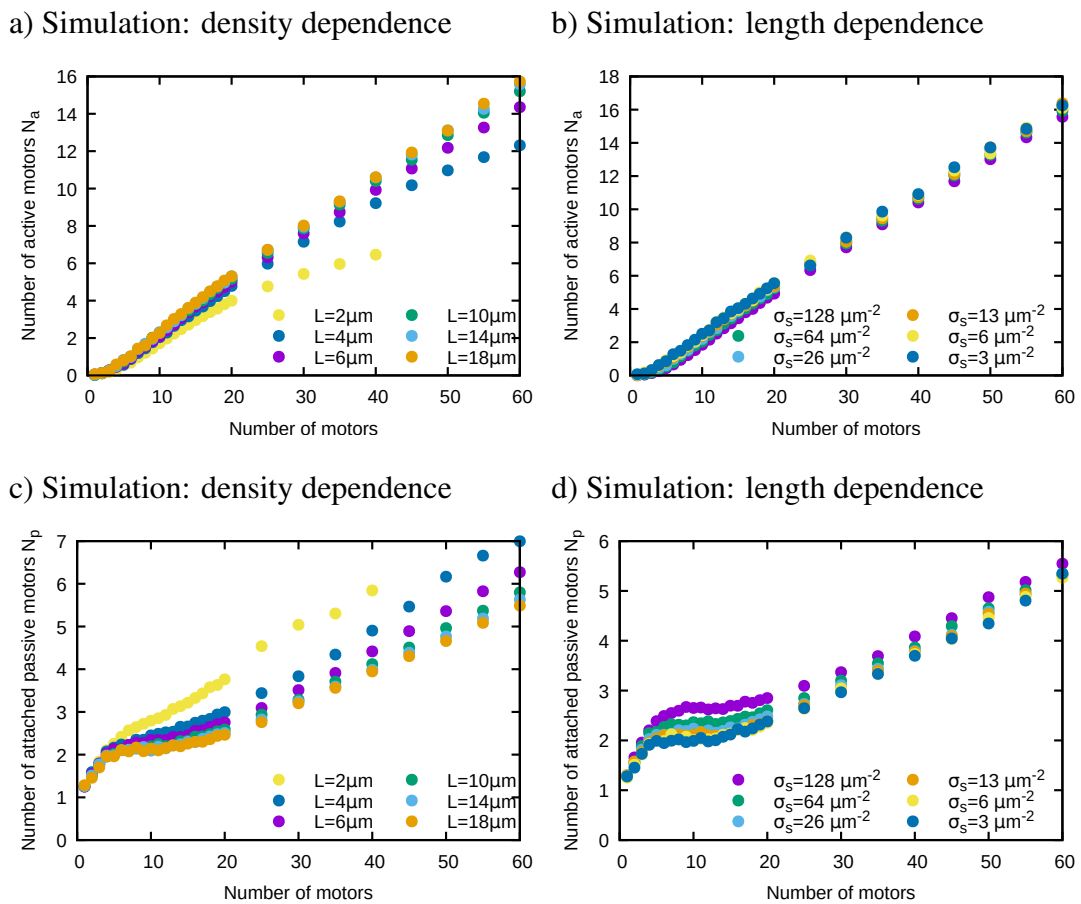 a) Simulation: density dependence
16
14
12
10
8
6
4
2
0
0 10 20 30 40 50 60
Number of active motors Nₐ
Number of motors
L=2µm
L=4µm
L=6µm
L=10µm
L=14µm
L=18µm
b) Simulation: length dependence
18
16
14
12
10
8
6
4
2
0
0 10 20 30 40 50 60
Number of active motors Nₐ
Number of motors
σₛ=128 µm⁻²
σₛ=64 µm⁻²
σₛ=26 µm⁻²
σₛ=13 µm⁻²
σₛ=6 µm⁻²
σₛ=3 µm⁻²
c) Simulation: density dependence
7
6
5
4
3
2
1
0
0 10 20 30 40 50 60
Number of attached passive motors Nₚ
Number of motors
L=2µm
L=4µm
L=6µm
L=10µm
L=14µm
L=18µm
d) Simulation: length dependence
6
5
4
3
2
1
0
0 10 20 30 40 50 60
Number of attached passive motors Nₚ
Number of motors
σₛ=128 µm⁻²
σₛ=64 µm⁻²
σₛ=26 µm⁻²
σₛ=13 µm⁻²
σₛ=6 µm⁻²
σₛ=3 µm⁻²